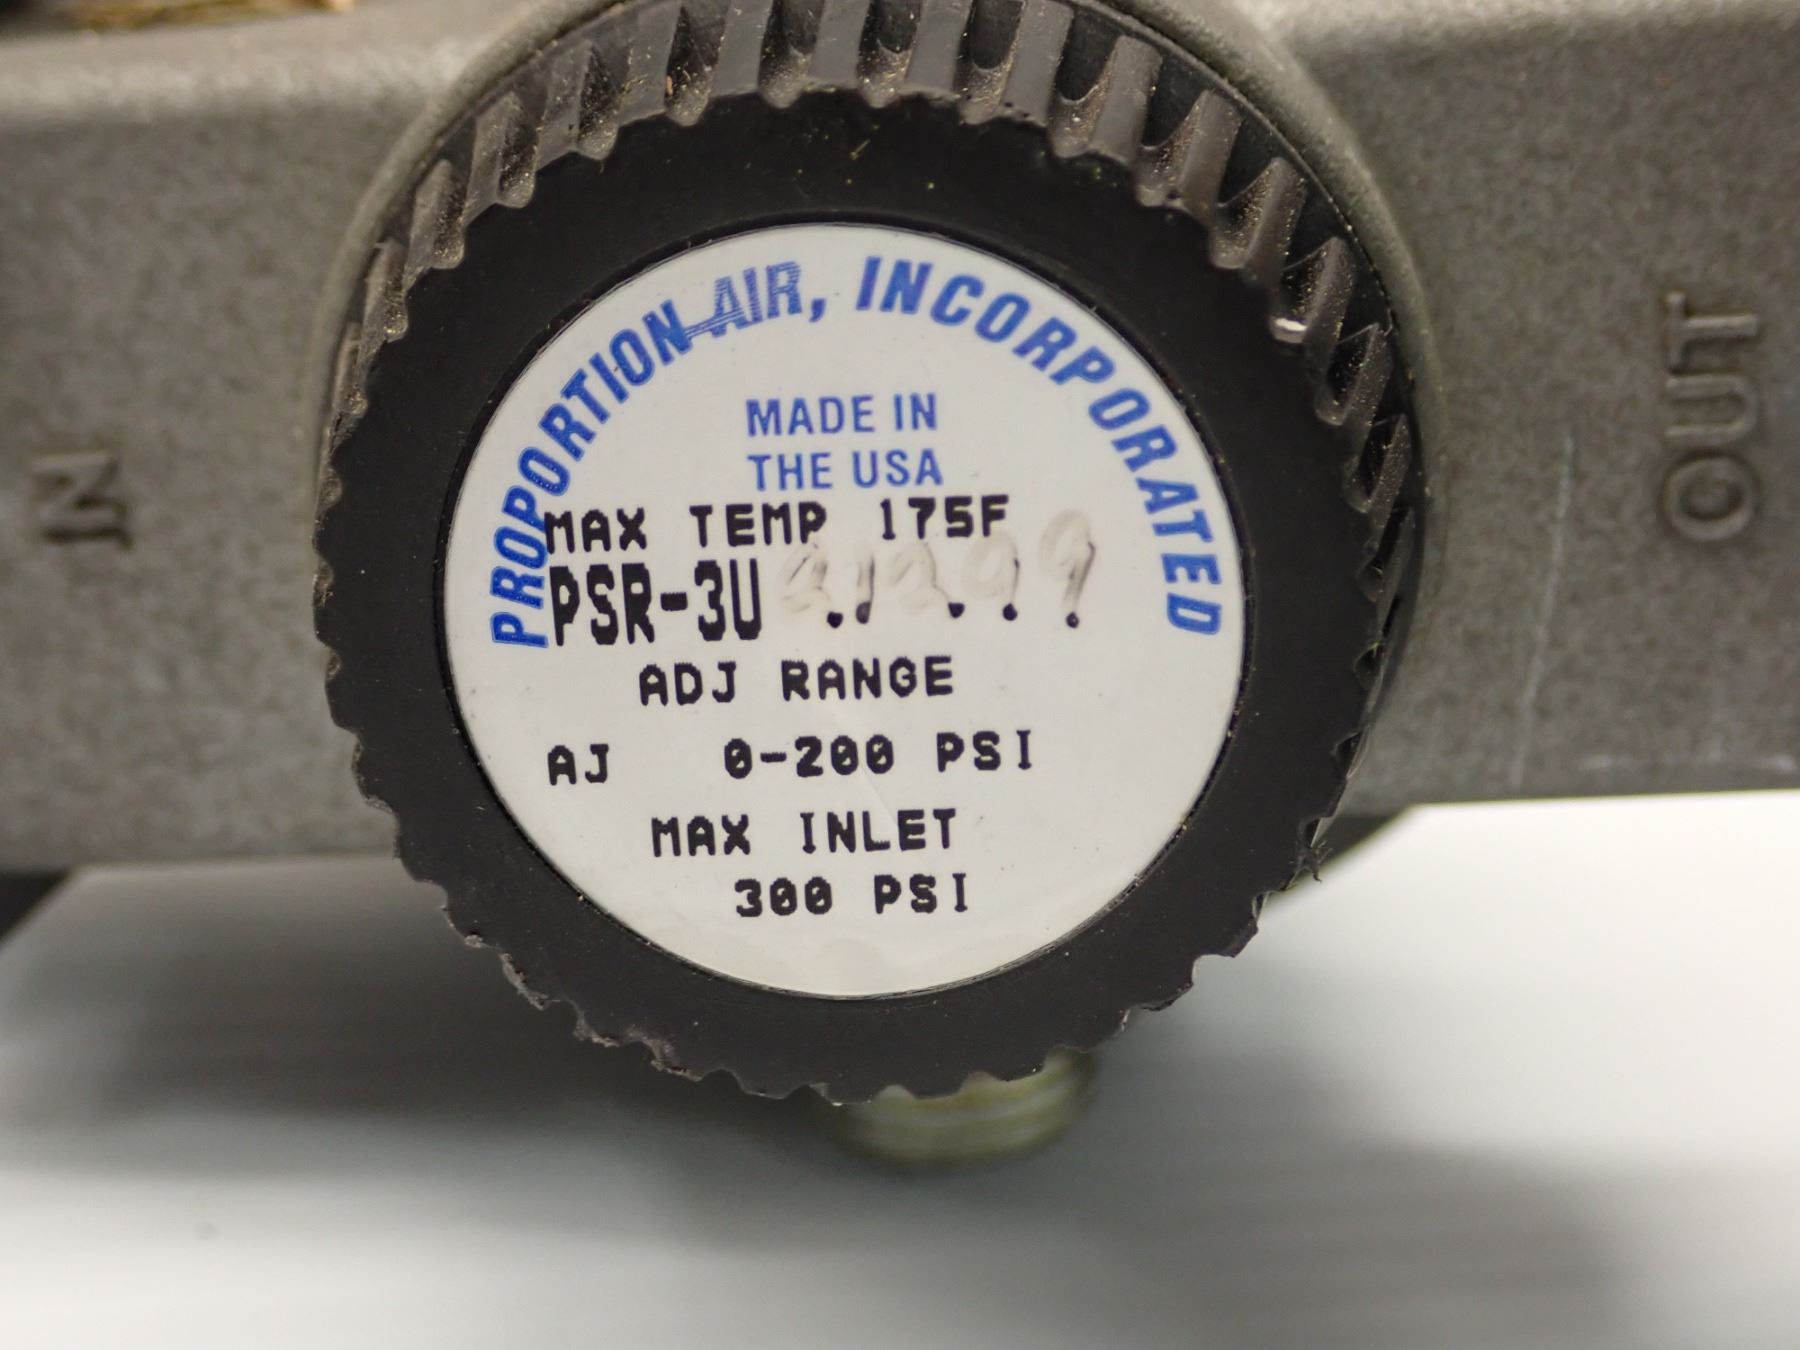 PROPORTION-AIR, INCORPORATED
MADE IN
THE USA
MAX TEMP 175F
PSR-3U
ADJ RANGE
AJ 0-200 PSI
MAX INLET
300 PSI
IN
OUT